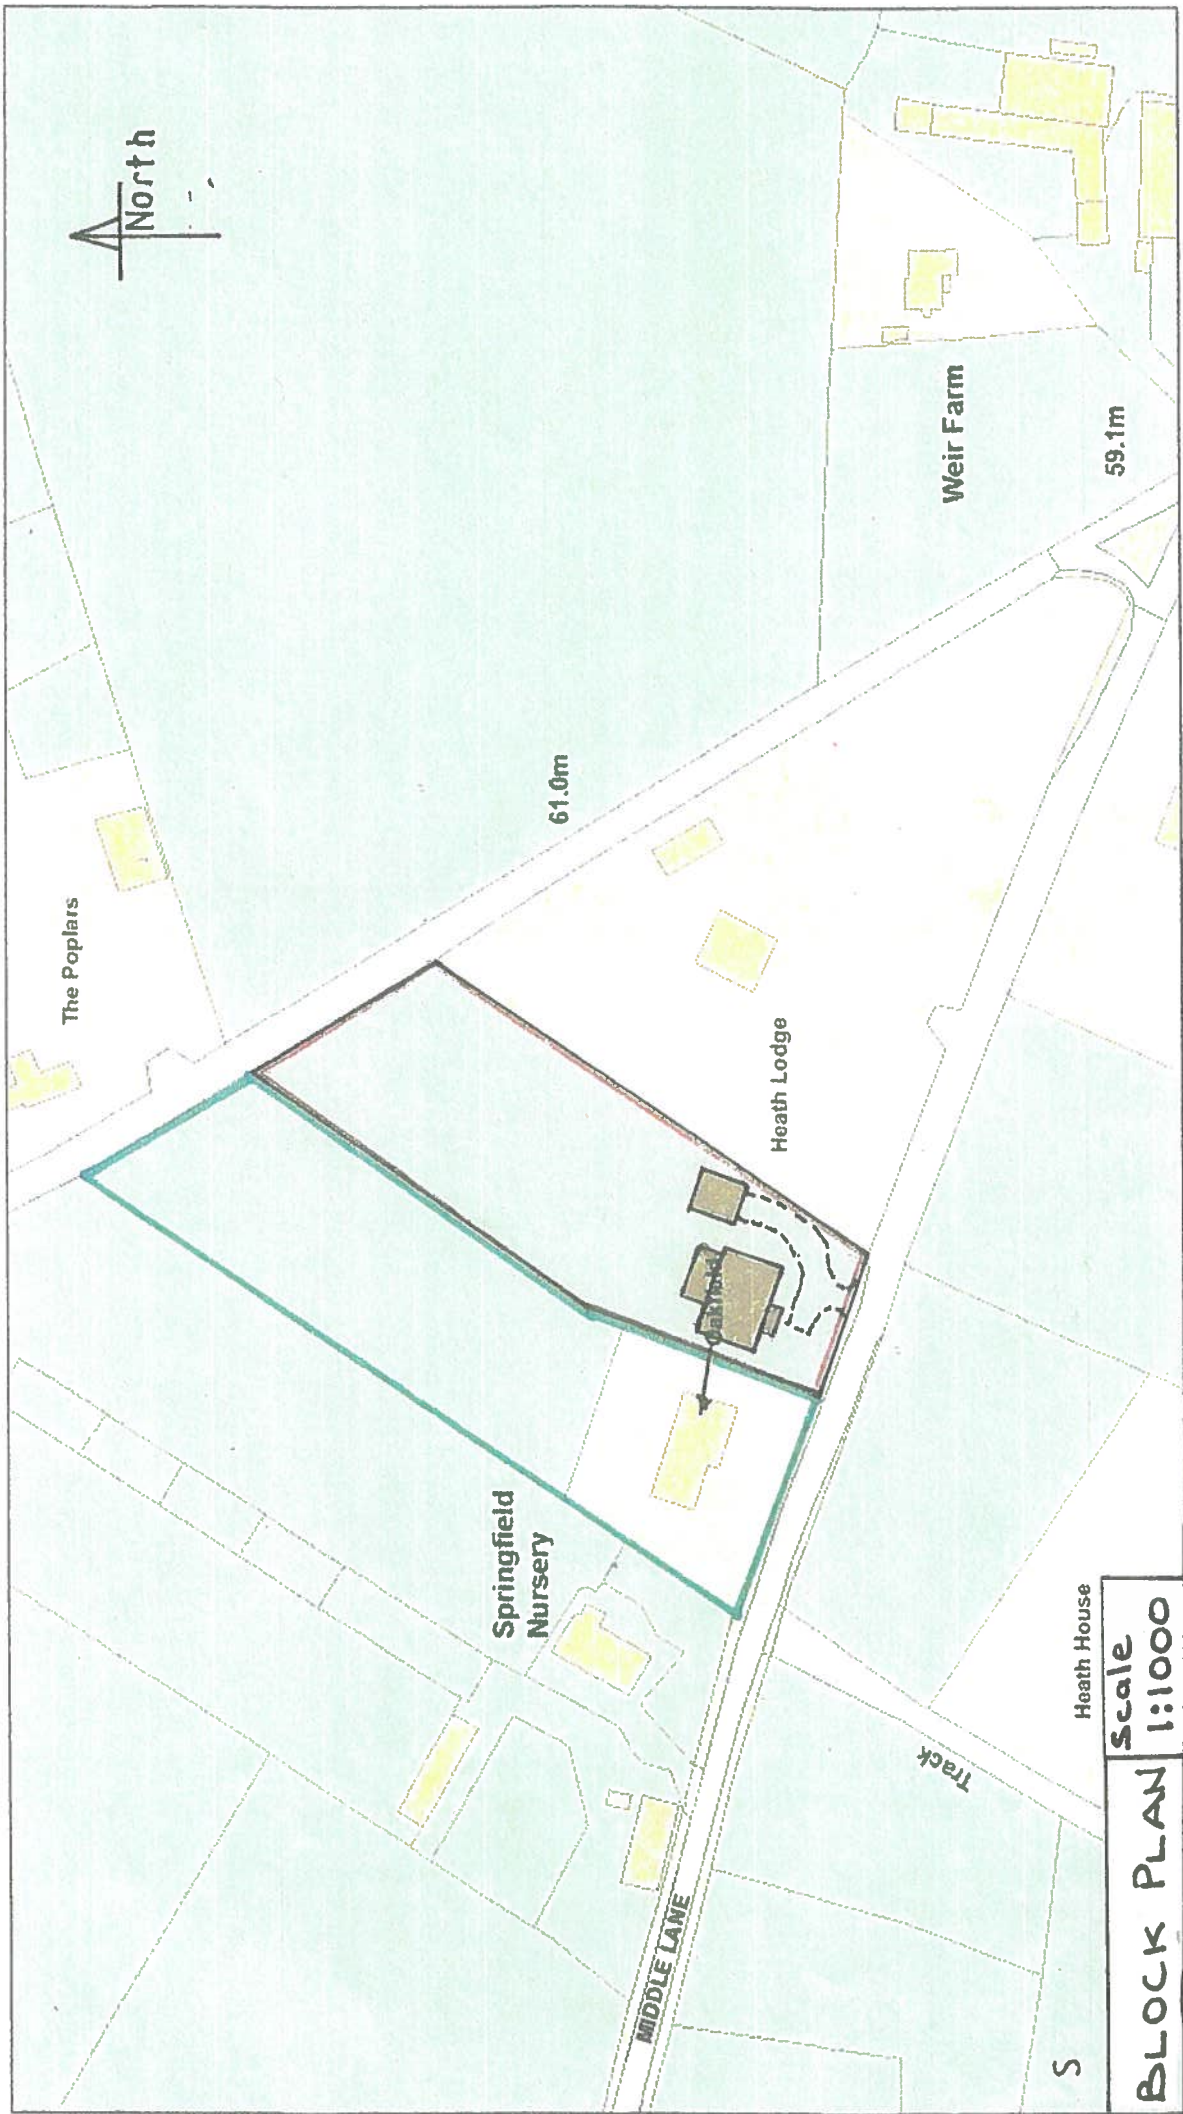 North
The Poplars
61.0m
Weir Farm
59.1m
Heath Lodge
Oakfield
Springfield
Nursery
MIDDLE LANE
Track
Heath House
S
BLOCK PLAN
Scale
1:1000